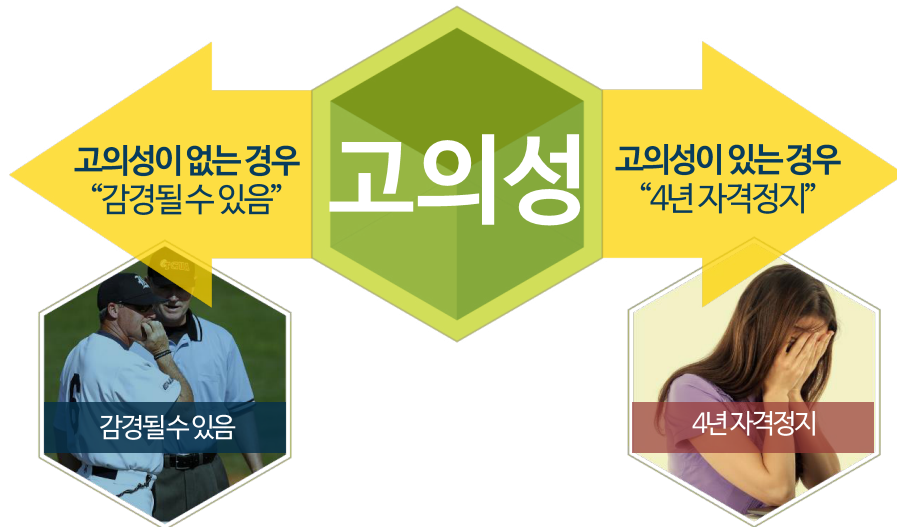 고의성이 없는 경우
“감경될 수 있음”
고의성
고의성이 있는 경우
“4년 자격정지”
감경될 수 있음
4년 자격정지